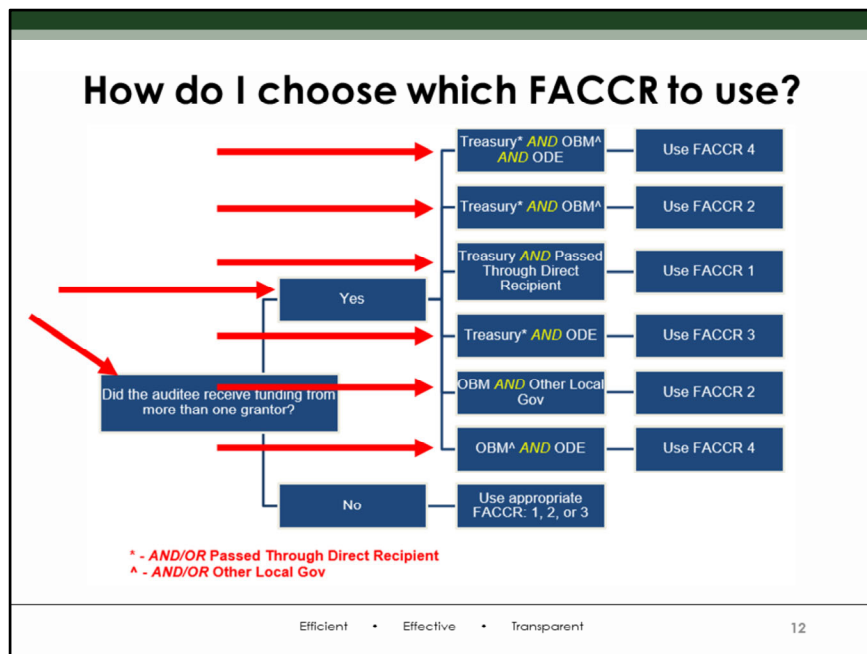 How do I choose which FACCR to use?
Treasury* AND OBM^
AND ODE
Use FACCR 4
Treasury* AND OBM^
Use FACCR 2
Treasury AND Passed
Through Direct
Recipient
Use FACCR 1
Yes
Treasury* AND ODE
Use FACCR 3
Did the auditee receive funding from
more than one grantor?
OBM AND Other Local
Gov
Use FACCR 2
OBM^ AND ODE
Use FACCR 4
No
Use appropriate
FACCR: 1, 2, or 3
* - AND/OR Passed Through Direct Recipient
^ - AND/OR Other Local Gov
Efficient • Effective • Transparent
12